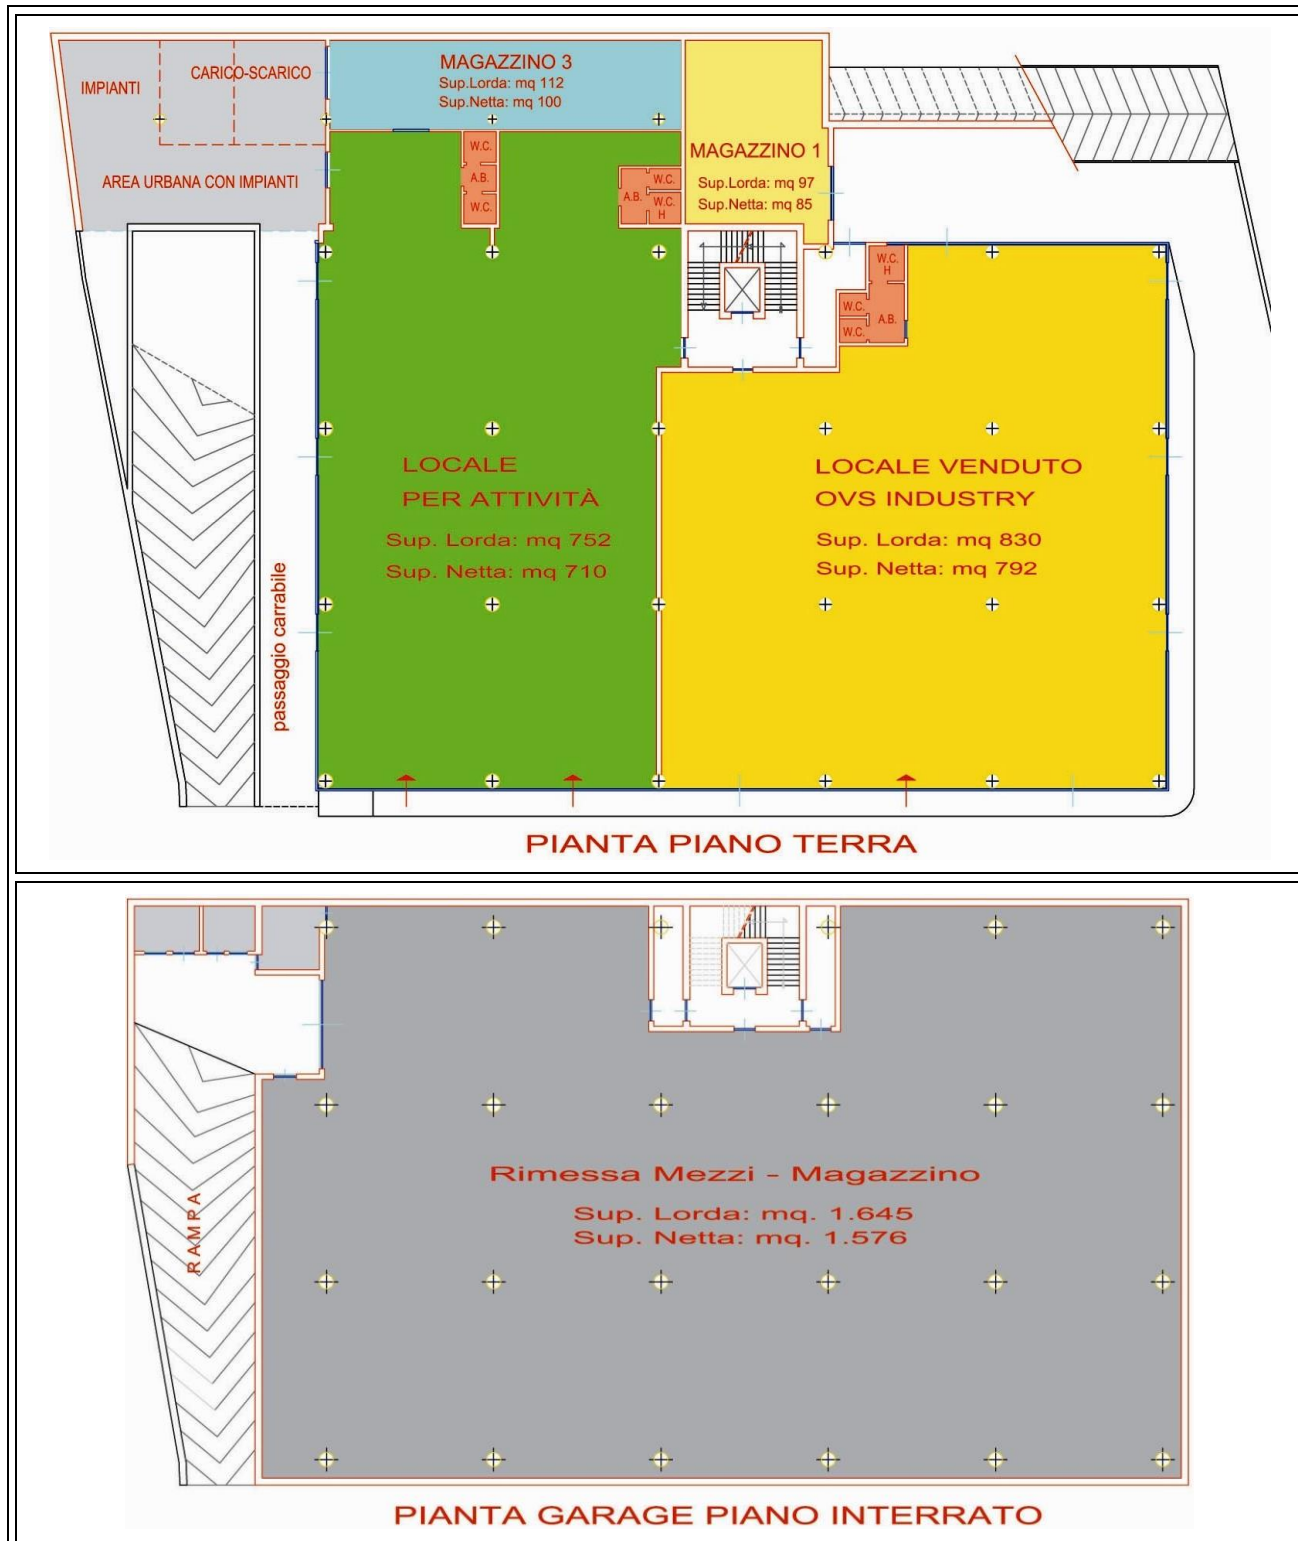 IMPIANTI
CARICO-SCARICO
AREA URBANA CON IMPIANTI
MAGAZZINO 3
Sup.Lorda: mq 112
Sup.Netta: mq 100
MAGAZZINO 1
Sup.Lorda: mq 97
Sup.Netta: mq 85
W.C.
A.B.
W.C.
A.B.
W.C.
W.C.
H
W.C.
H
W.C.
A.B.
W.C.
LOCALE
PER ATTIVITÀ
Sup. Lorda: mq 752
Sup. Netta: mq 710
LOCALE VENDUTO
OVS INDUSTRY
Sup. Lorda: mq 830
Sup. Netta: mq 792
passaggio carrabile
PIANTA PIANO TERRA
Rimessa Mezzi - Magazzino
Sup. Lorda: mq. 1.645
Sup. Netta: mq. 1.576
RAMPA
PIANTA GARAGE PIANO INTERRATO